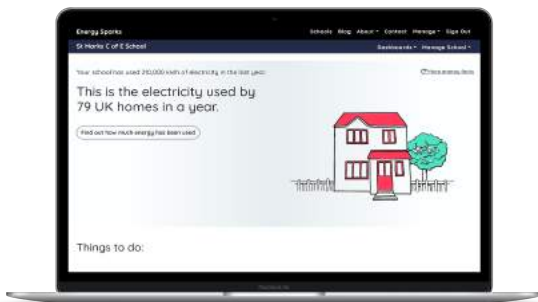 Energy Sparks
Schools Blog About Contact Manage Sign Out
St Marks C of E School
Dashboards Manage School
Your school has used 210,000 kWh of electricity in the last year
This is the electricity used by
79 UK homes in a year.
Find out how much energy has been used
Things to do: